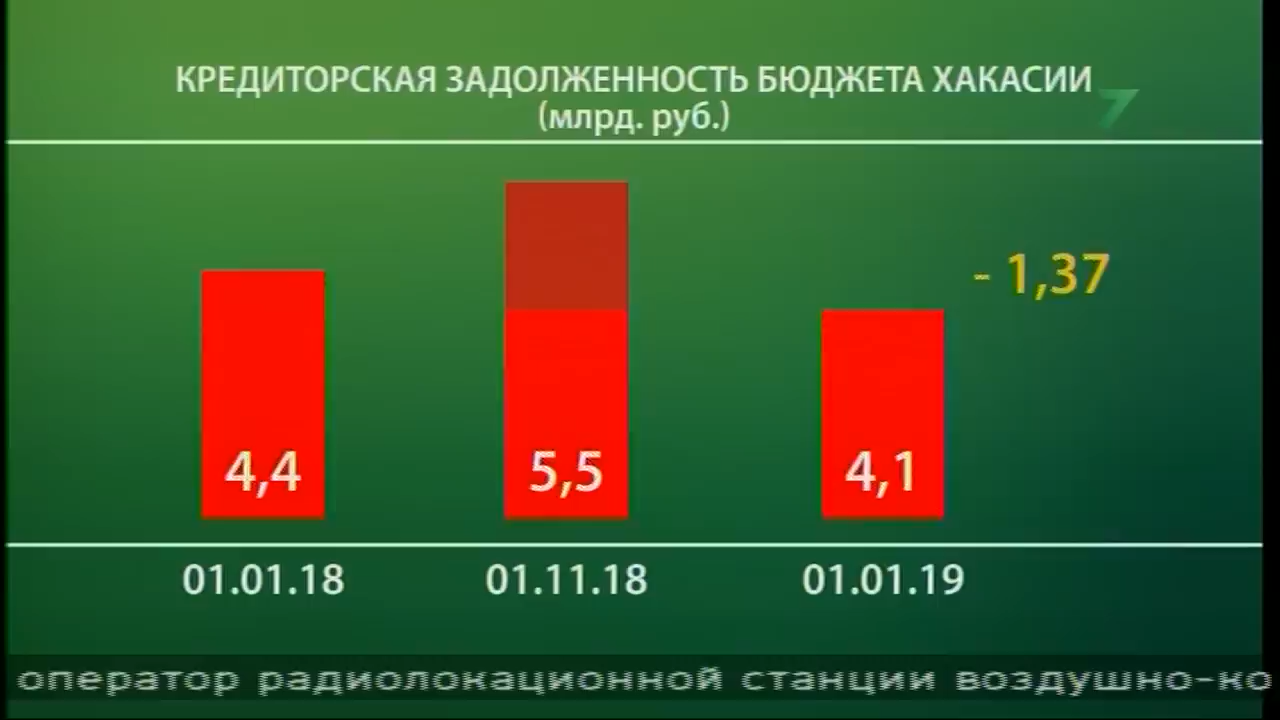 КРЕДИТОРСКАЯ ЗАДОЛЖЕННОСТЬ БЮДЖЕТА ХАКАСИИ
(млрд. руб.)
7
- 1,37
4,4 5,5 4,1
01.01.18 01.11.18 01.01.19
оператор радиолокационной станции воздушно-ко